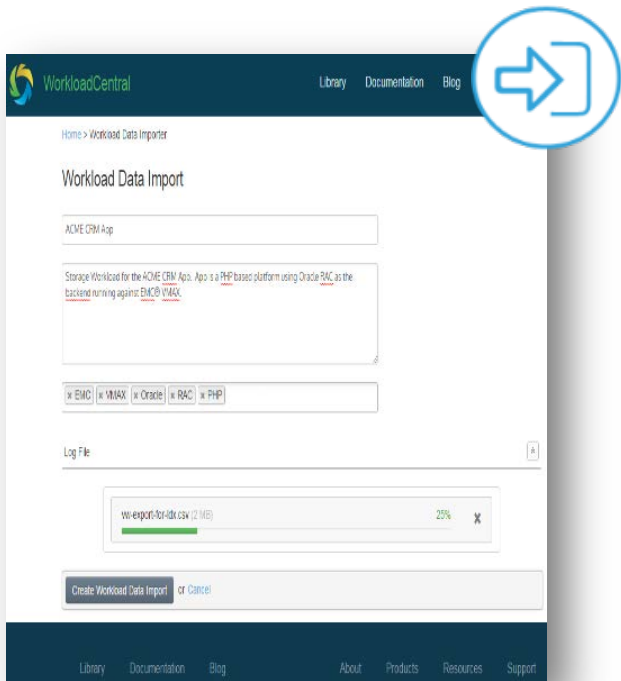 WorkloadCentral
Library Documentation Blog
Home > Workload Data Importer
Workload Data Import
ACME CRM App
Storage Workload for the ACME CRM App. App is a PHP based platform using Oracle RAC as the
backend running against EMC® VMAX.
× EMC × VMAX × Oracle × RAC × PHP
Log File
vw-export-for-ldx.csv (2 MB) 25% ×
Create Workload Data Import or Cancel
Library Documentation Blog About Products Resources Support